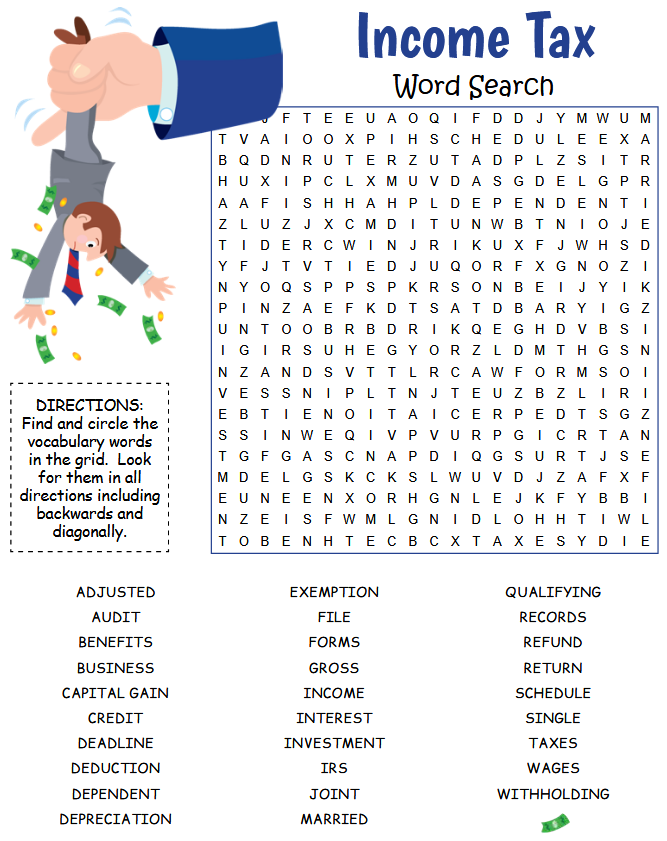 Income Tax
Word Search
J F T E E U A O Q I F D D J Y M W U M
T V A I O O X P I H S C H E D U L E E X A
B Q D N R U T E R Z U T A D P L Z S I T R
H U X I P C L X M U V D A S G D E L G P R
A A F I S H H A H P L D E P E N D E N T I
Z L U Z J X C M D I T U N W B T N I O J E
T I D E R C W I N J R I K U X F J W H S D
Y F J T V T I E D J U Q O R F X G N O Z I
N Y O Q S P P S P K R S O N B E I J Y I K
P I N Z A E F K D T S A T D B A R Y I G Z
U N T O O B R B D R I K Q E G H D V B S I
I G I R S U H E G Y O R Z L D M T H G S N
N Z A N D S V T T L R C A W F O R M S O I
V E S S N I P L T N J T E U Z B Z L I R I
E B T I E N O I T A I C E R P E D T S G Z
S S I N W E Q I V P V U R P G I C R T A N
T G F G A S C N A P D I Q G S U R T J S E
M D E L G S K C K S L W U V D J Z A F X F
E U N E E N X O R H G N L E J K F Y B B I
N Z E I S F W M L G N I D L O H H T I W L
T O B E N H T E C B C X T A X E S Y D I E
DIRECTIONS:
Find and circle the
vocabulary words
in the grid. Look
for them in all
directions including
backwards and
diagonally.
ADJUSTED
AUDIT
BENEFITS
BUSINESS
CAPITAL GAIN
CREDIT
DEADLINE
DEDUCTION
DEPENDENT
DEPRECIATION
EXEMPTION
FILE
FORMS
GROSS
INCOME
INTEREST
INVESTMENT
IRS
JOINT
MARRIED
QUALIFYING
RECORDS
REFUND
RETURN
SCHEDULE
SINGLE
TAXES
WAGES
WITHHOLDING